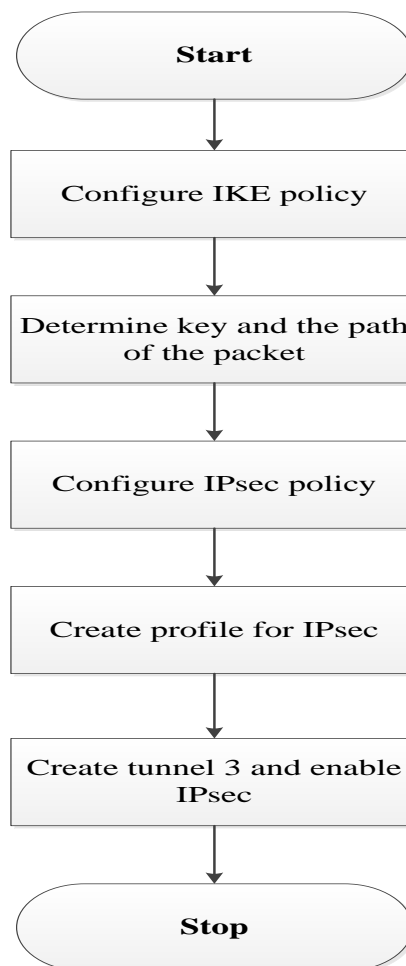 Start
Configure IKE policy
Determine key and the path
of the packet
Configure IPsec policy
Create profile for IPsec
Create tunnel 3 and enable
IPsec
Stop